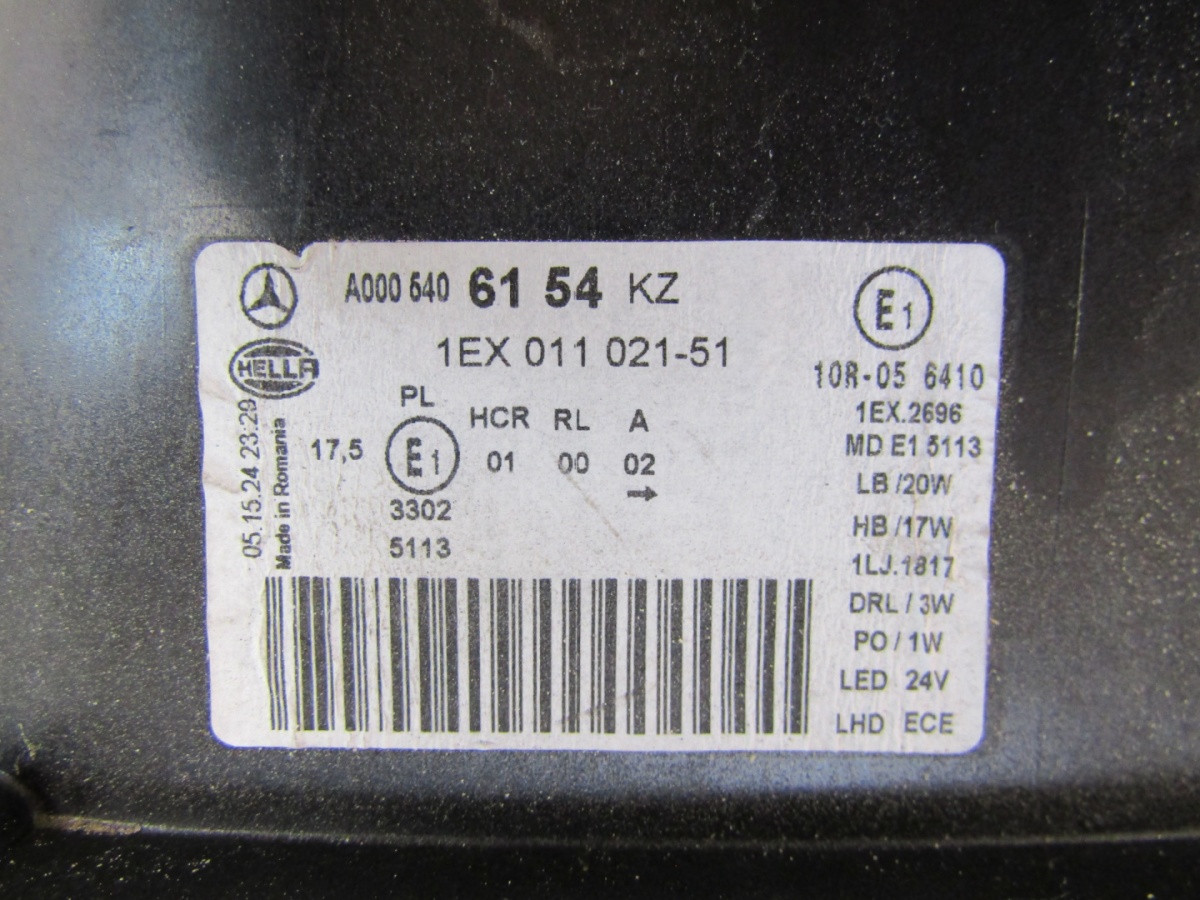 A000 640 61 54 KZ
E1
HELLA
1EX 011 021-51
10R-05 6410
05.15.24 23:29
Made in Romania
PL HCR RL A
17,5 E1 01 00 02
→
3302
5113
1EX.2696
MD E1 5113
LB /20W
HB /17W
1LJ.1817
DRL / 3W
PO / 1W
LED 24V
LHD ECE